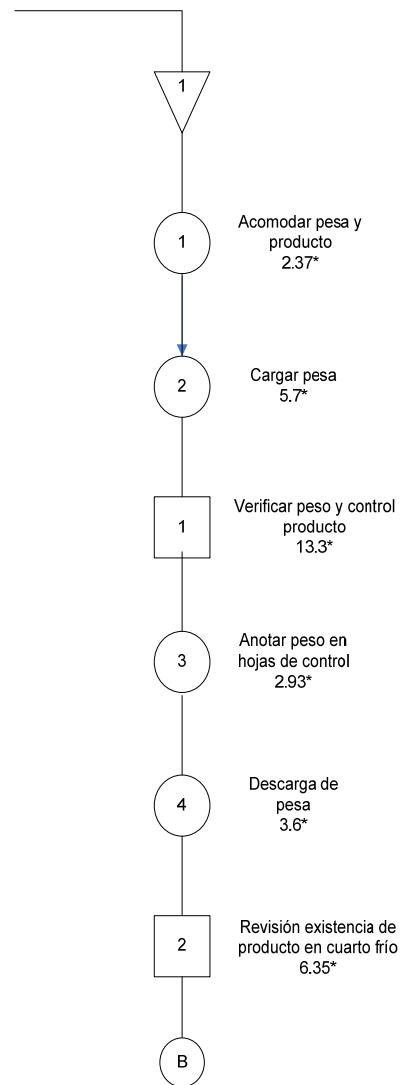 1
1
Acomodar pesa y
producto
2.37*
2
Cargar pesa
5.7*
1
Verificar peso y control
producto
13.3*
3
Anotar peso en
hojas de control
2.93*
4
Descarga de
pesa
3.6*
2
Revisión existencia de
producto en cuarto frío
6.35*
B